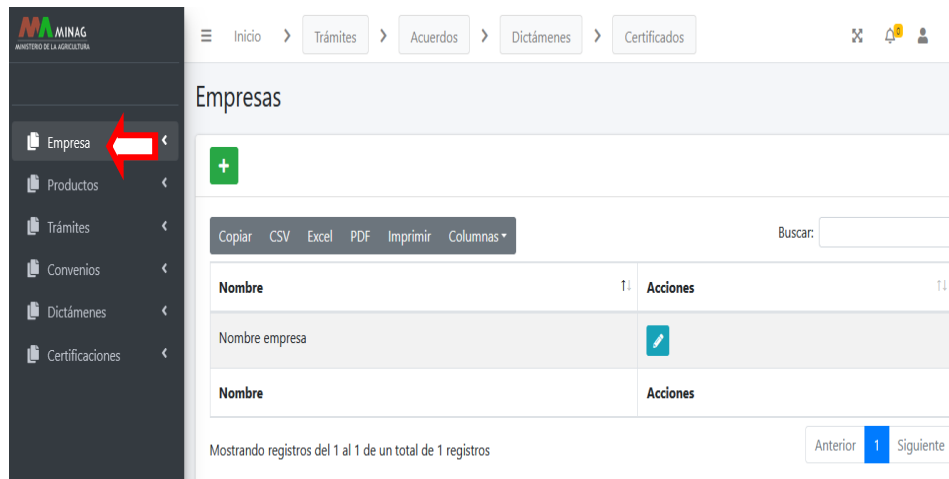 MINAG
MINISTERIO DE LA AGRICULTURA
Inicio Trámites Acuerdos Dictámenes Certificados 0
Empresas
Empresa
Productos
Trámites
Convenios
Dictámenes
Certificaciones
+
Copiar CSV Excel PDF Imprimir Columnas Buscar:
Nombre Acciones
Nombre empresa
Nombre Acciones
Mostrando registros del 1 al 1 de un total de 1 registros Anterior 1 Siguiente